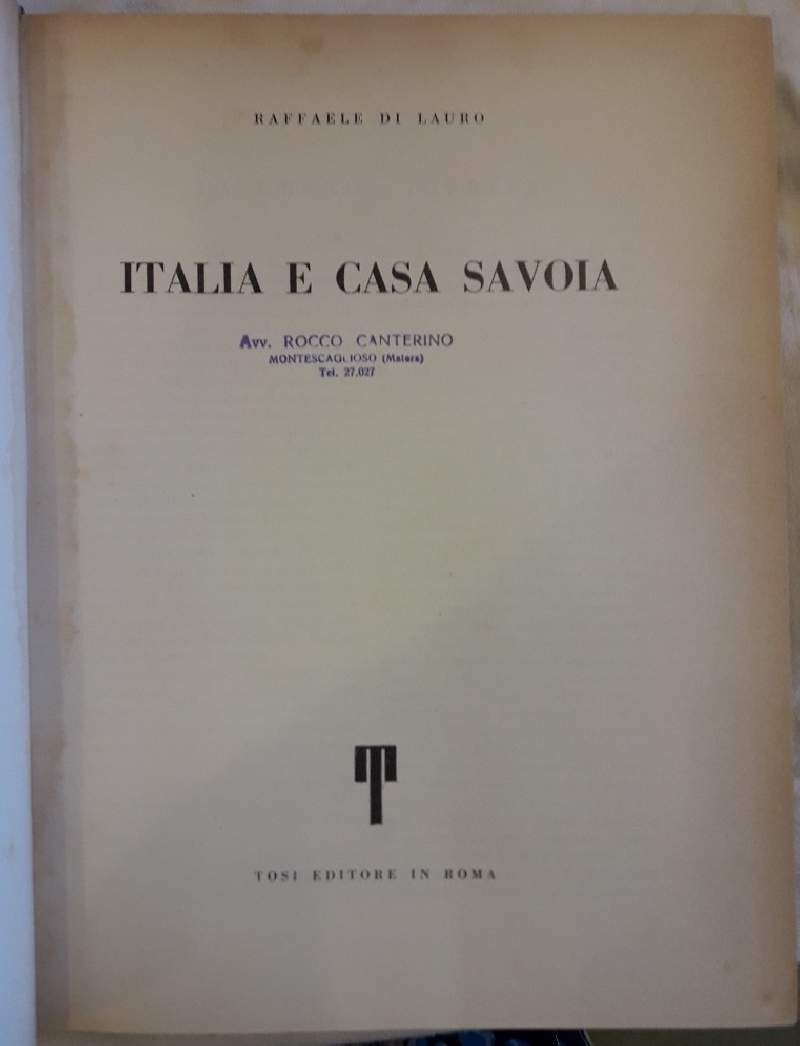 RAFFAELE DI LAURO
ITALIA E CASA SAVOIA
Avv. ROCCO CANTERINO
MONTESCAGLIOSO (Matera)
Tel. 27.027
TOSI EDITORE IN ROMA